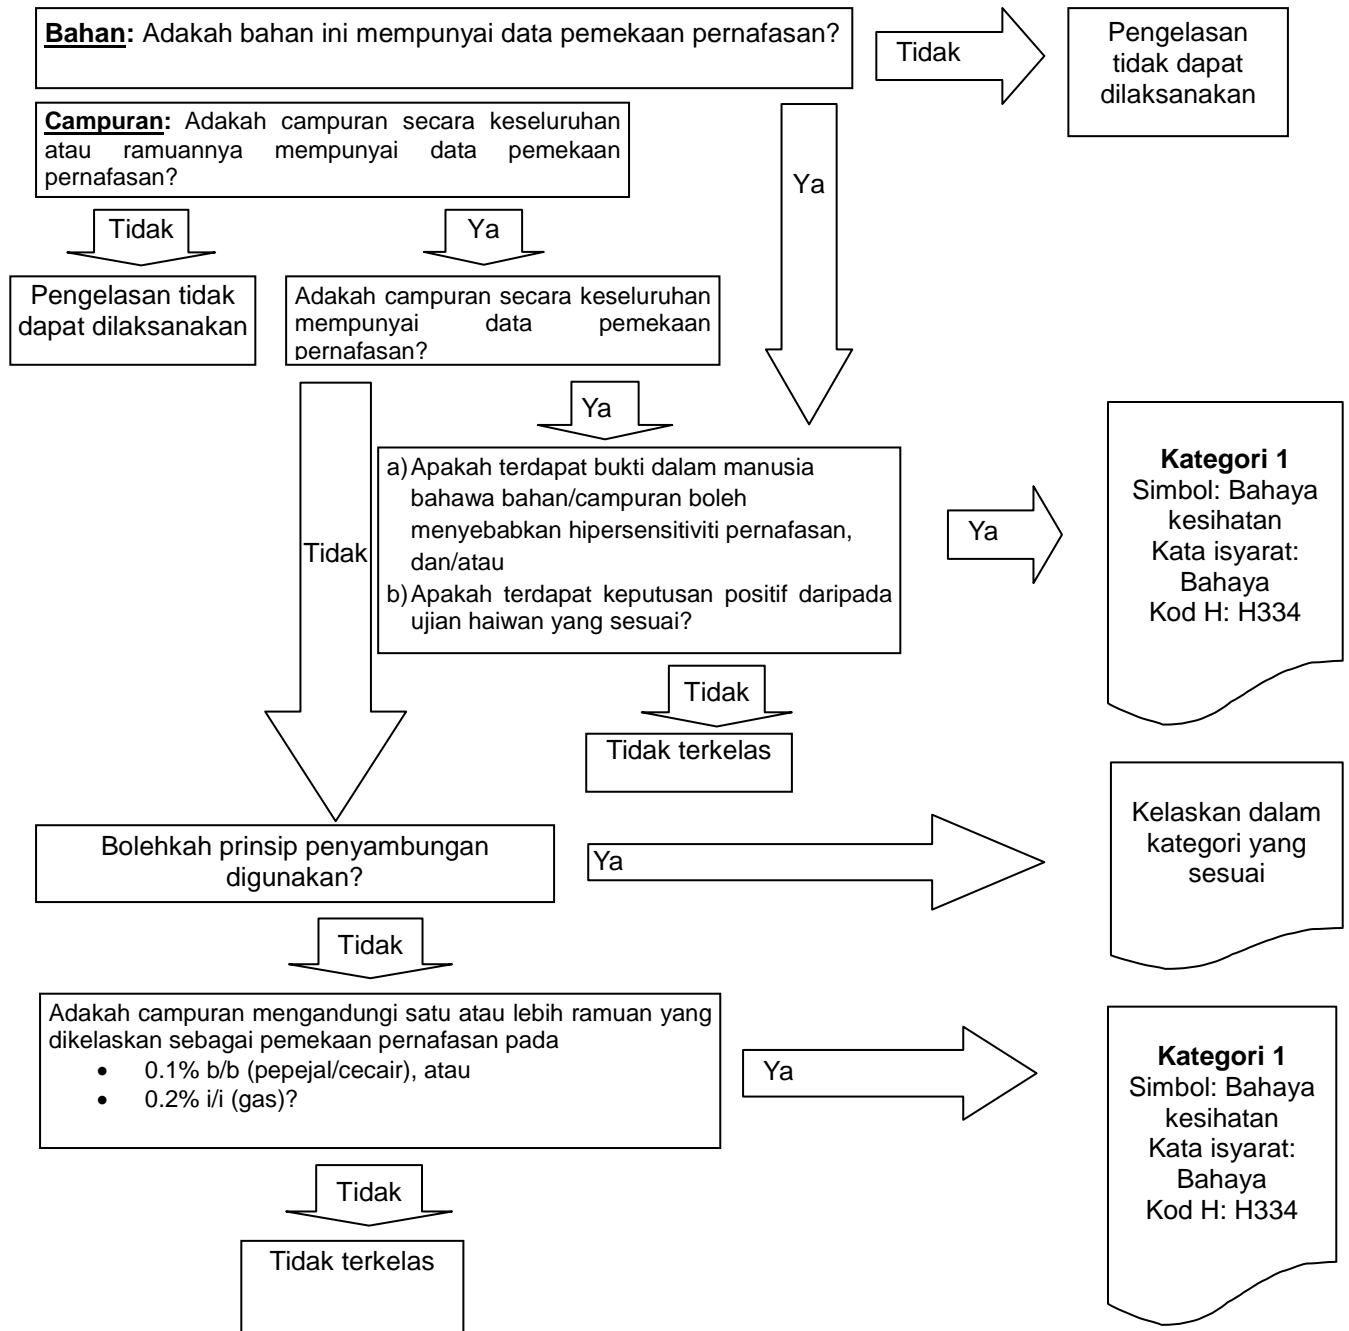 Bahan: Adakah bahan ini mempunyai data pemekaan pernafasan?
Tidak
Pengelasan
tidak dapat
dilaksanakan
Campuran: Adakah campuran secara keseluruhan
atau ramuannya mempunyai data pemekaan
pernafasan?
Ya
Tidak
Ya
Pengelasan tidak
dapat dilaksanakan
Adakah campuran secara keseluruhan
mempunyai data pemekaan
pernafasan?
Ya
Tidak
a) Apakah terdapat bukti dalam manusia
bahawa bahan/campuran boleh
menyebabkan hipersensitiviti pernafasan,
dan/atau
b) Apakah terdapat keputusan positif daripada
ujian haiwan yang sesuai?
Ya
Kategori 1
Simbol: Bahaya
kesihatan
Kata isyarat:
Bahaya
Kod H: H334
Tidak
Tidak terkelas
Bolehkah prinsip penyambungan
digunakan?
Ya
Kelaskan dalam
kategori yang
sesuai
Tidak
Adakah campuran mengandungi satu atau lebih ramuan yang
dikelaskan sebagai pemekaan pernafasan pada
• 0.1% b/b (pepejal/cecair), atau
• 0.2% i/i (gas)?
Ya
Kategori 1
Simbol: Bahaya
kesihatan
Kata isyarat:
Bahaya
Kod H: H334
Tidak
Tidak terkelas